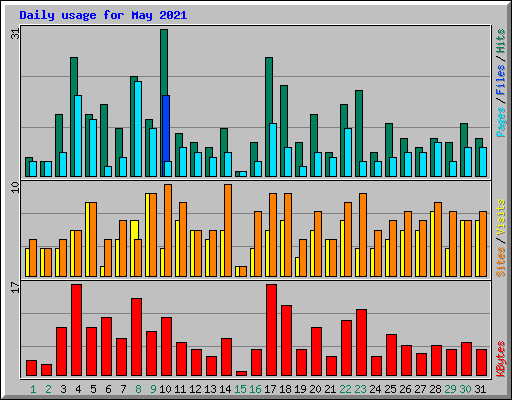 Daily usage for May 2021
31
Pages / Files / Hits
10
Sites / Visits
17
KBytes
1 2 3 4 5 6 7 8 9 10 11 12 13 14 15 16 17 18 19 20 21 22 23 24 25 26 27 28 29 30 31